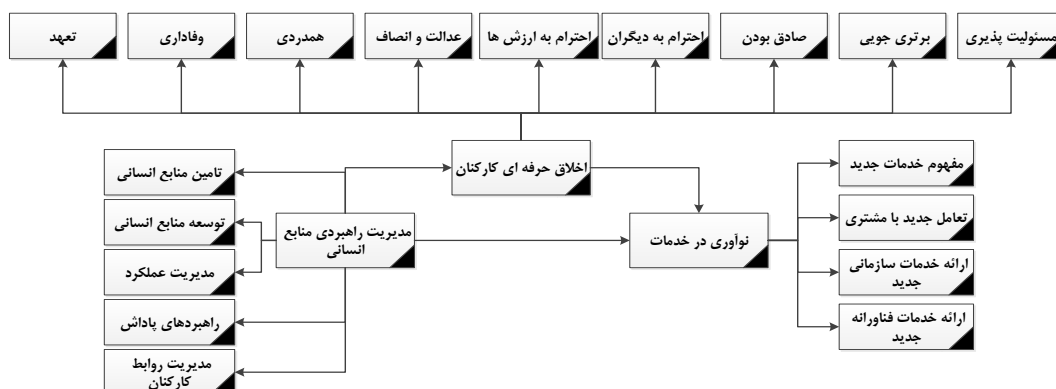 مسئولیت پذیری
برتری جویی
صادق بودن
احترام به دیگران
احترام به ارزش ها
عدالت و انصاف
همدردی
وفاداری
تعهد
اخلاق حرفه ای کارکنان
مفهوم خدمات جدید
تامین منابع انسانی
تعامل جدید با مشتری
توسعه منابع انسانی
مدیریت راهبردی منابع
انسانی
نوآوری در خدمات
ارائه خدمات سازمانی
جدید
مدیریت عملکرد
ارائه خدمات فناورانه
جدید
راهبردهای پاداش
مدیریت روابط
کارکنان